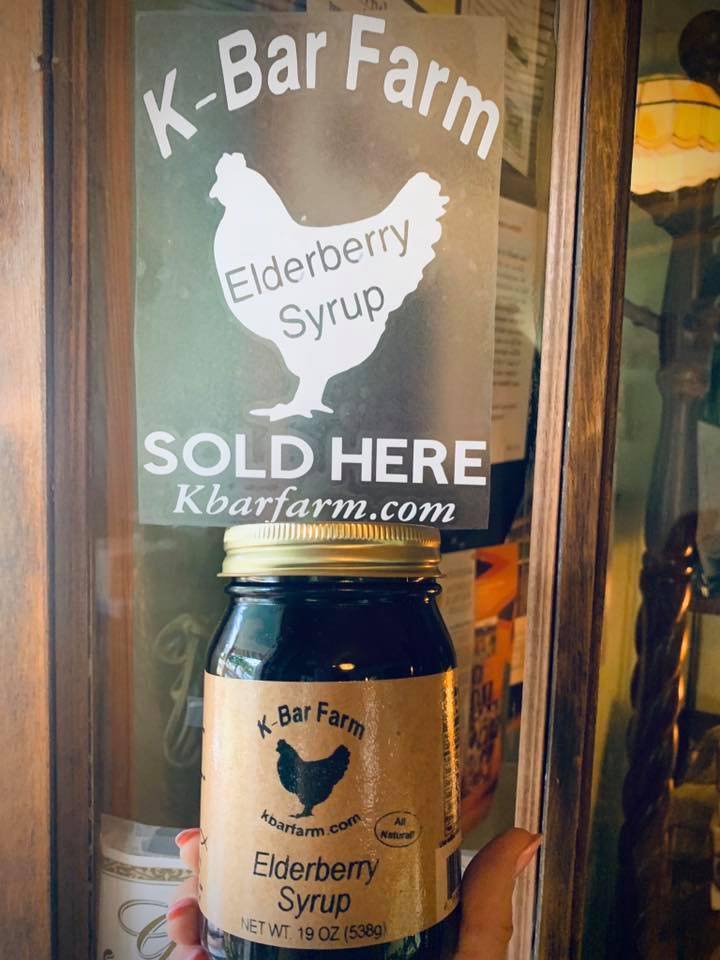 K-Bar Farm
Elderberry
Syrup
SOLD HERE
Kbarfarm.com
K-Bar Farm
kbarfarm.com
All
Natural!
Elderberry
Syrup
NET WT. 19 OZ (538g)